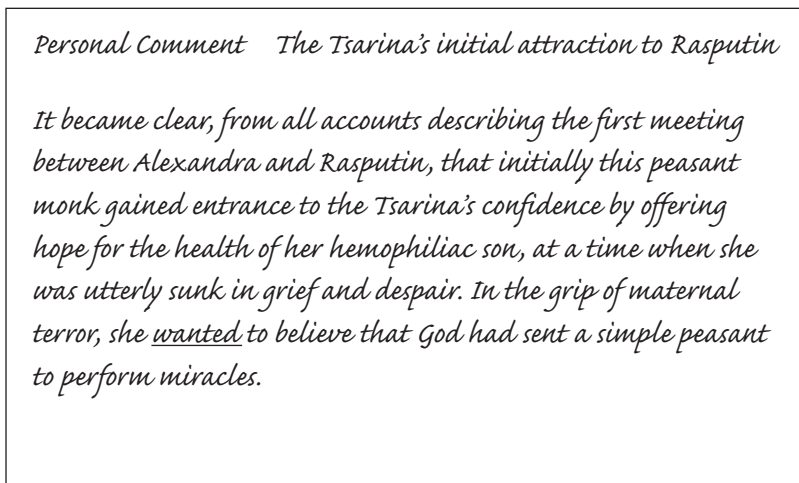 Personal Comment The Tsarina's initial attraction to Rasputin
It became clear, from all accounts describing the first meeting
between Alexandra and Rasputin, that initially this peasant
monk gained entrance to the Tsarina's confidence by offering
hope for the health of her hemophiliac son, at a time when she
was utterly sunk in grief and despair. In the grip of maternal
terror, she wanted to believe that God had sent a simple peasant
to perform miracles.